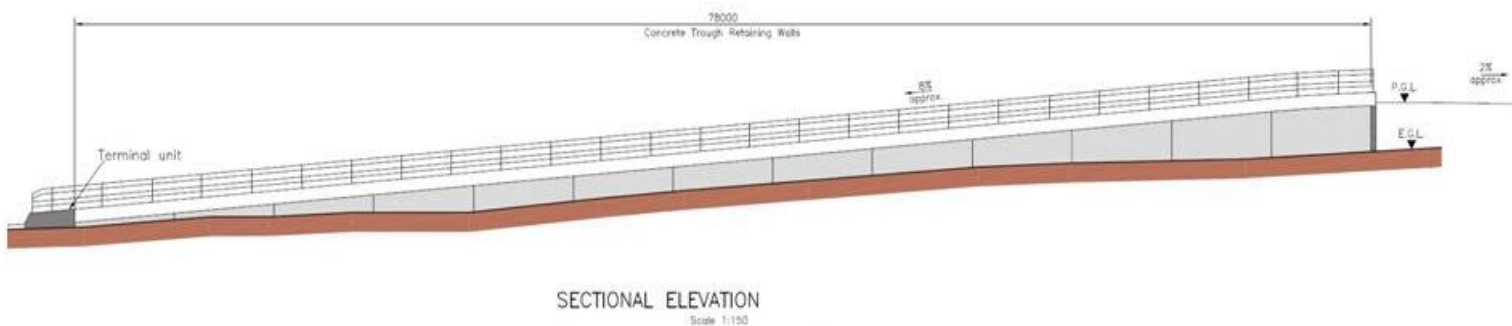 78000
Concrete Trough Retaining Walls
2%
approx
8%
approx.
P.G.L.
E.G.L.
Terminal unit
SECTIONAL ELEVATION
Scale 1:150